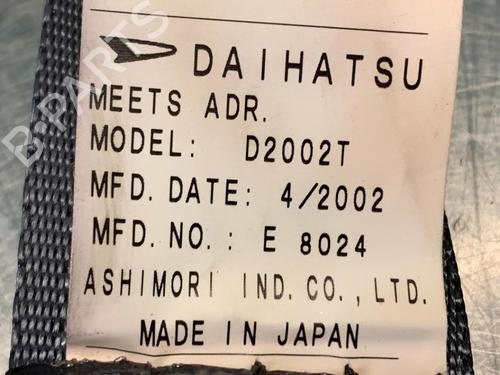 DAIHATSU
MEETS ADR.
MODEL: D2002T
MFD. DATE: 4/2002
MFD. NO.: E 8024
ASHIMORI IND. CO., LTD.
MADE IN JAPAN
B-PARTS